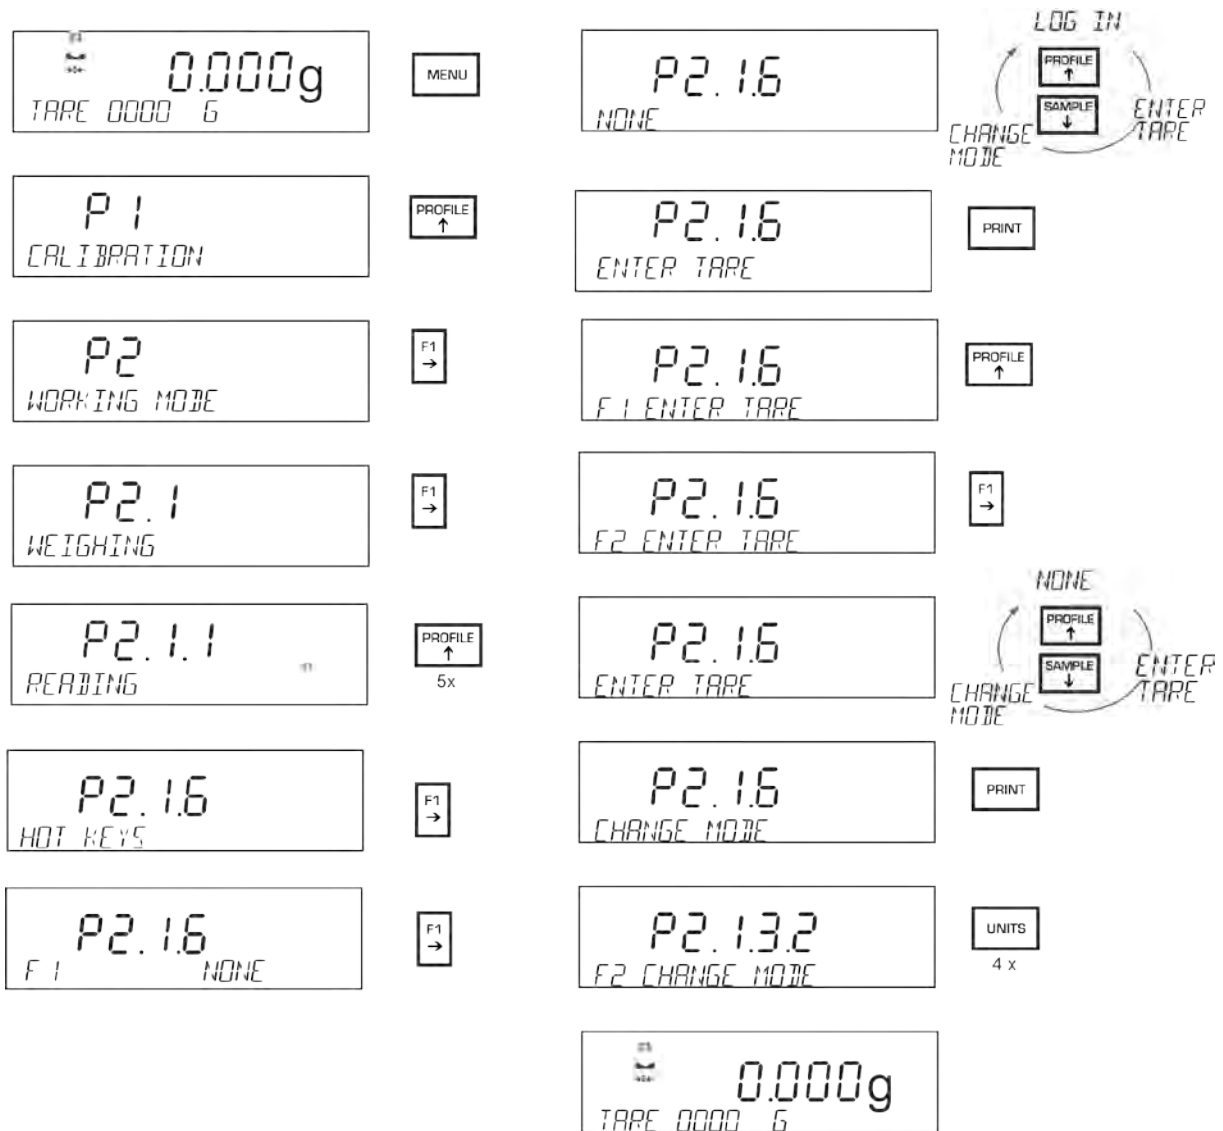 0.000g
TARE 0000 G
MENU
P1
CALIBRATION
PROFILE
↑
P2
WORKING MODE
F1
→
P2.1
WEIGHING
F1
→
P2.1.1
READING
PROFILE
↑
5x
P2.1.6
HOT KEYS
F1
→
P2.1.6
F1 NONE
F1
→
P2.1.6
NONE
LOG IN
PROFILE
↑
SAMPLE
↓
ENTER
TARE
CHANGE
MODE
P2.1.6
ENTER TARE
PRINT
P2.1.6
F1 ENTER TARE
PROFILE
↑
P2.1.6
F2 ENTER TARE
F1
→
P2.1.6
ENTER TARE
NONE
PROFILE
↑
SAMPLE
↓
ENTER
TARE
CHANGE
MODE
P2.1.6
CHANGE MODE
PRINT
P2.1.3.2
F2 CHANGE MODE
UNITS
4 x
0.000g
TARE 0000 G